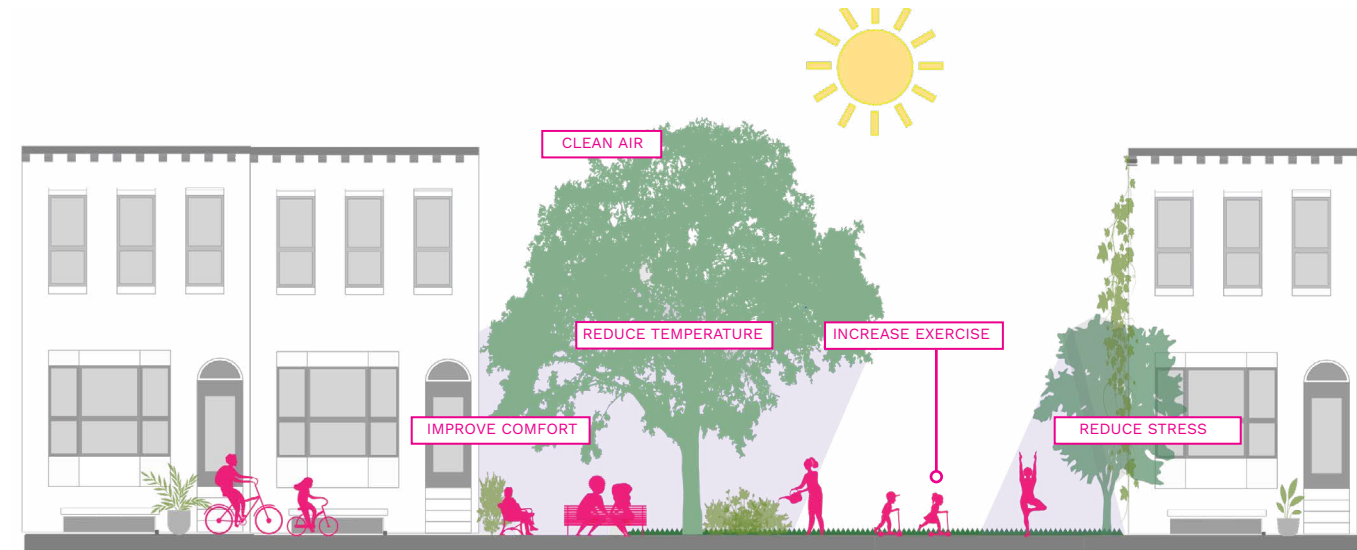 CLEAN AIR
REDUCE TEMPERATURE
INCREASE EXERCISE
IMPROVE COMFORT
REDUCE STRESS